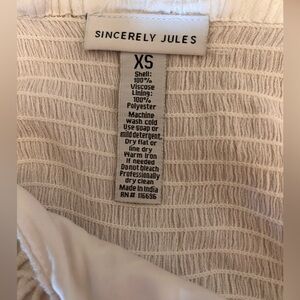 SINCERELY JULES
XS
Shell:
100%
Viscose
Lining:
100%
Polyester
Machine
wash cold
Use soap or
mild detergent
Dry flat or
line dry
Warm Iron
If needed
Do not bleach
Professionally
dry clean
Made in India
RN# 116696